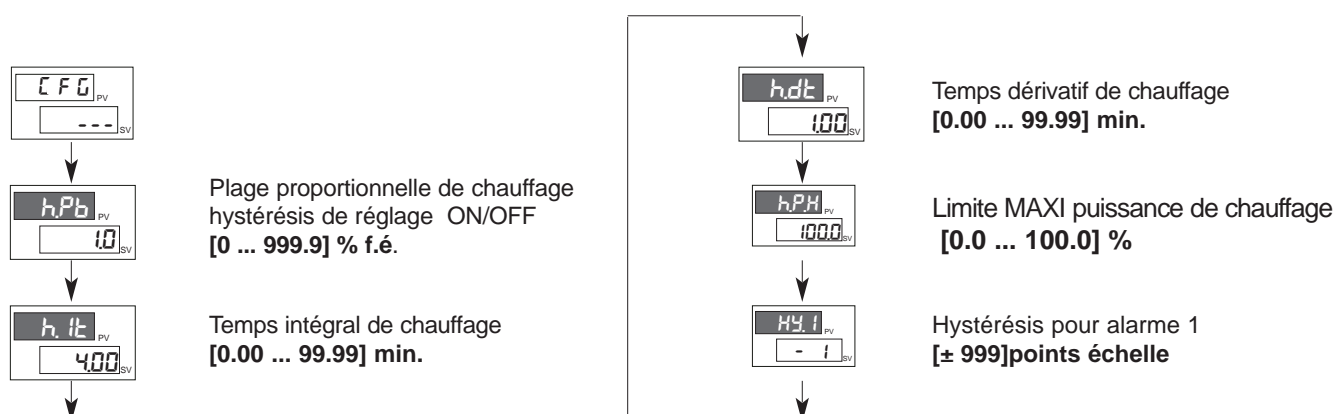 CFG PV
--- SV
h.Pb PV
1.0 SV
Plage proportionnelle de chauffage
hystérésis de réglage ON/OFF
[0 ... 999.9] % f.é.
h.It PV
4.00 SV
Temps intégral de chauffage
[0.00 ... 99.99] min.
h.dt PV
1.00 SV
Temps dérivatif de chauffage
[0.00 ... 99.99] min.
h.P.H PV
100.0 SV
Limite MAXI puissance de chauffage
[0.0 ... 100.0] %
HY.1 PV
- 1 SV
Hystérésis pour alarme 1
[± 999]points échelle